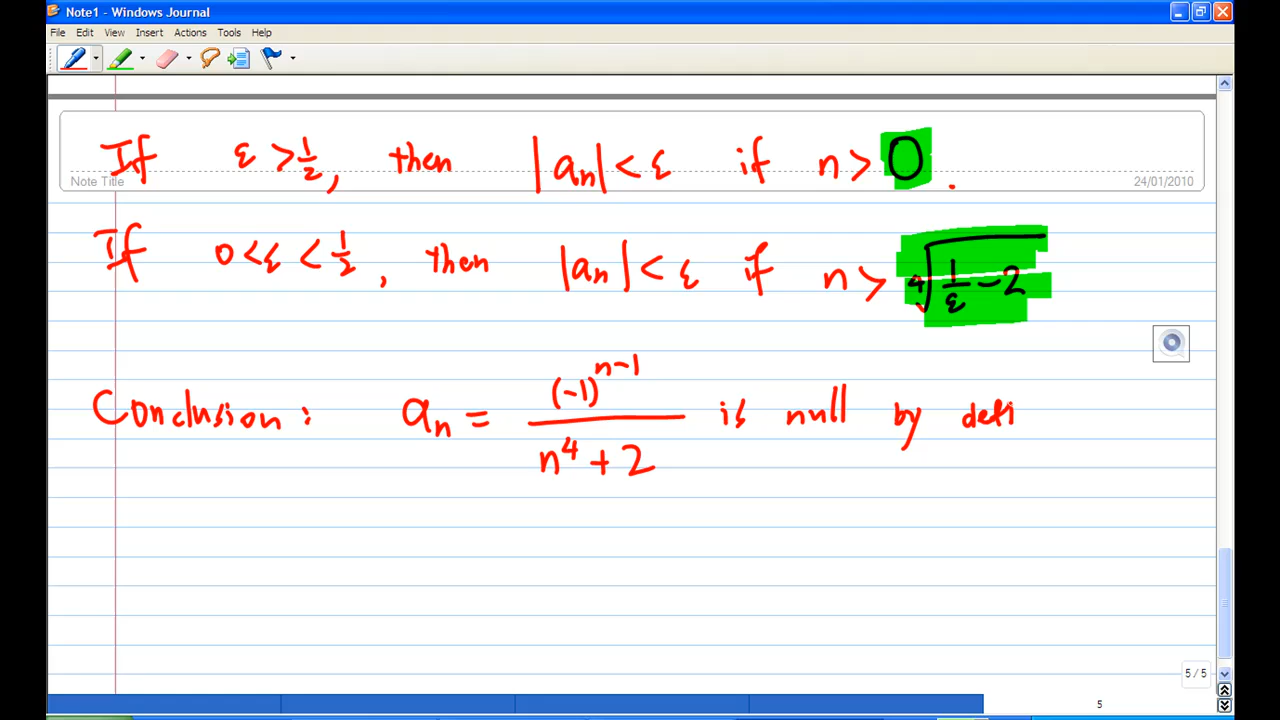 Note1 - Windows Journal
File Edit View Insert Actions Tools Help
If ε > 1/2, then |aₙ| < ε if n > 0.
Note Title 24/01/2010
If 0 < ε < 1/2, then |aₙ| < ε if n > ⁴√(1/ε − 2)
Conclusion: aₙ = (-1)ⁿ⁻¹ / (n⁴ + 2) is null by defi
5 / 5
5